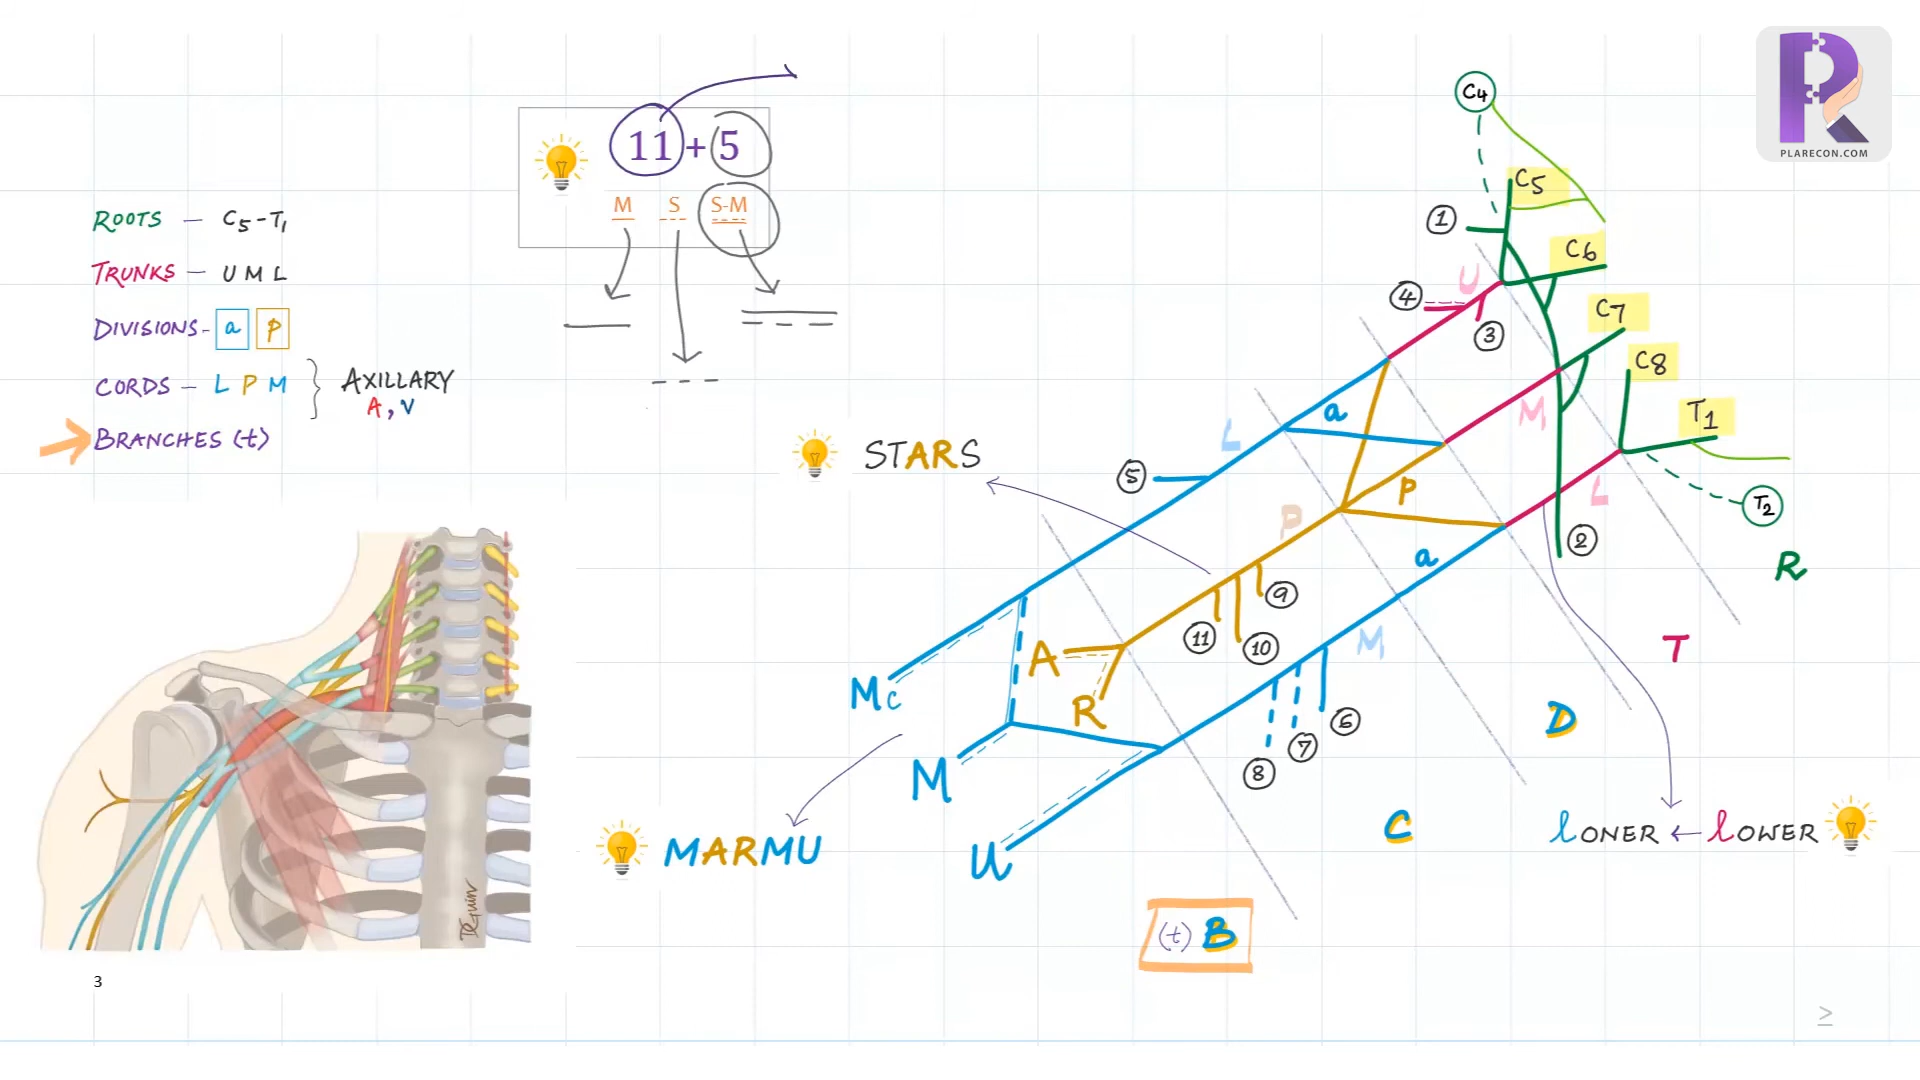 PLARECON.COM
11+5
M S S-M
ROOTS – C5-T1
TRUNKS – U M L
DIVISIONS- a p
CORDS – L P M } AXILLARY
A, V
BRANCHES (t)
STARS
MARMU
C4
C5
C6
C7
C8
T1
T2
1
4
3
2
5
9
11
10
6
7
8
U
M
L
a
p
a
L
P
M
R
T
D
C
(t) B
A
R
Mc
M
U
lONER ← lOWER
DGuin
3
≥